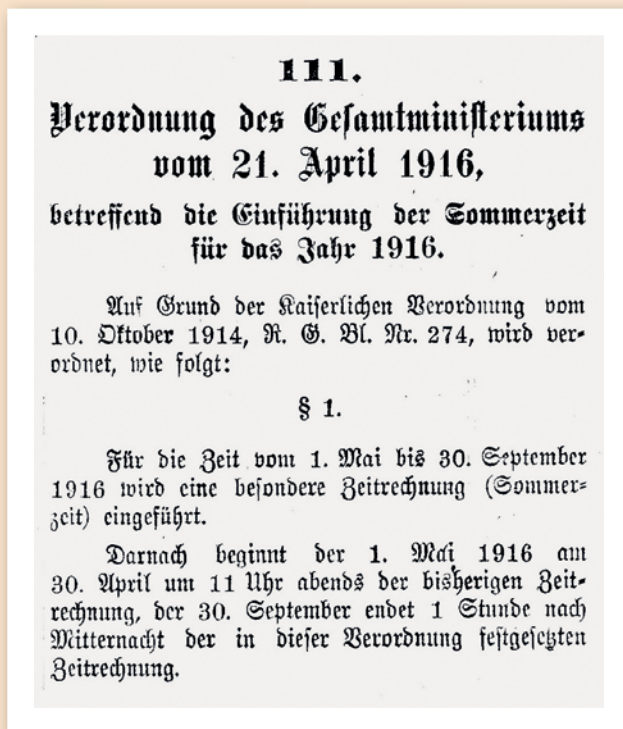 111.
Verordnung des Gesamtministeriums
vom 21. April 1916,
betreffend die Einführung der Sommerzeit
für das Jahr 1916.
Auf Grund der Kaiserlichen Verordnung vom
10. Oktober 1914, R. G. Bl. Nr. 274, wird ver-
ordnet, wie folgt:
§ 1.
Für die Zeit vom 1. Mai bis 30. September
1916 wird eine besondere Zeitrechnung (Sommer-
zeit) eingeführt.
Darnach beginnt der 1. Mai 1916 am
30. April um 11 Uhr abends der bisherigen Zeit-
rechnung, der 30. September endet 1 Stunde nach
Mitternacht der in dieser Verordnung festgesetzten
Zeitrechnung.